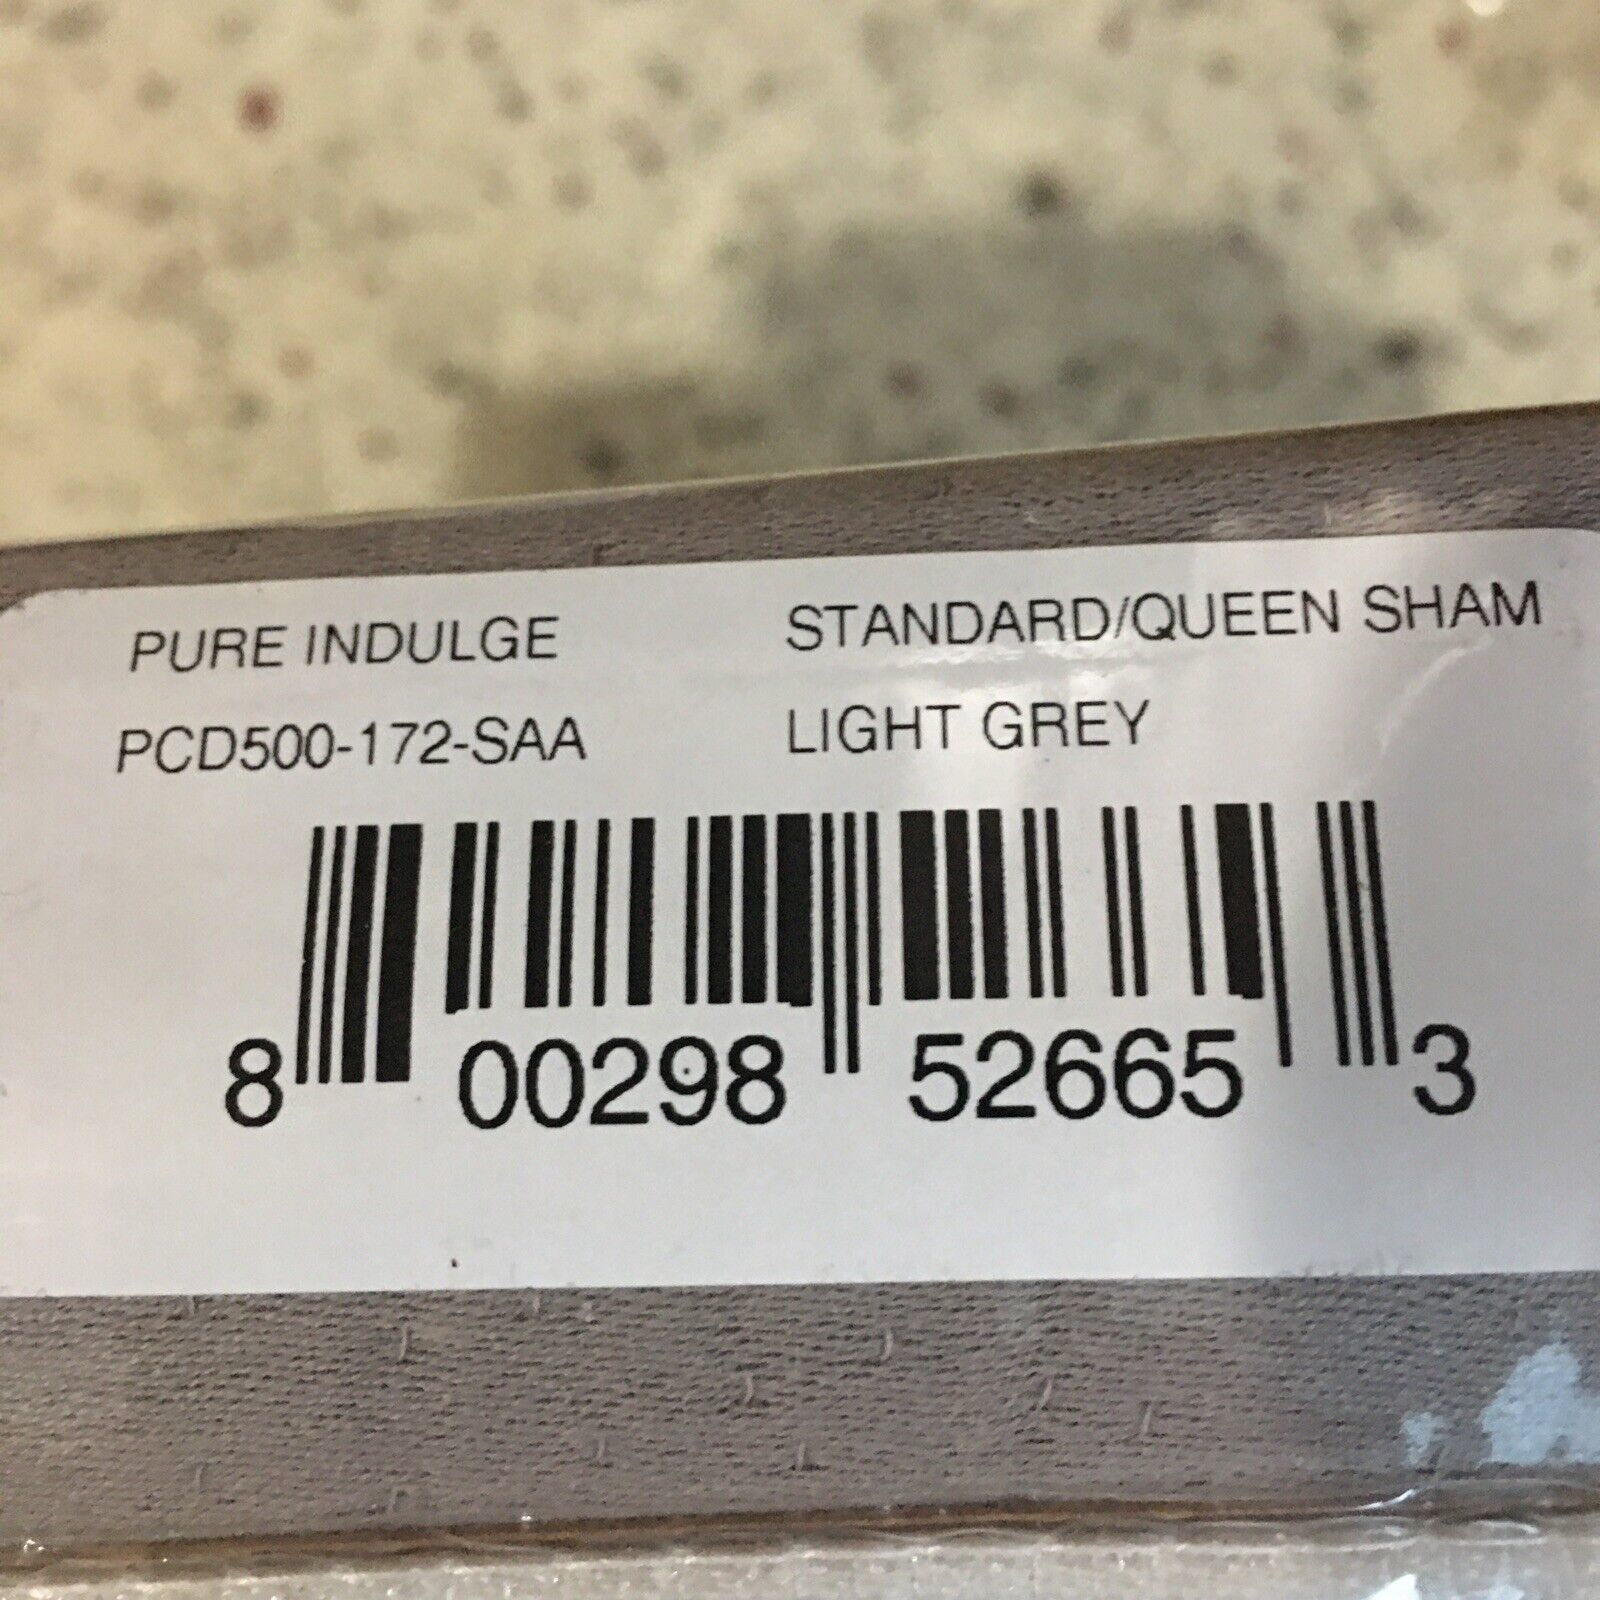 PURE INDULGE STANDARD/QUEEN SHAM
PCD500-172-SAA LIGHT GREY
8 00298 52665 3